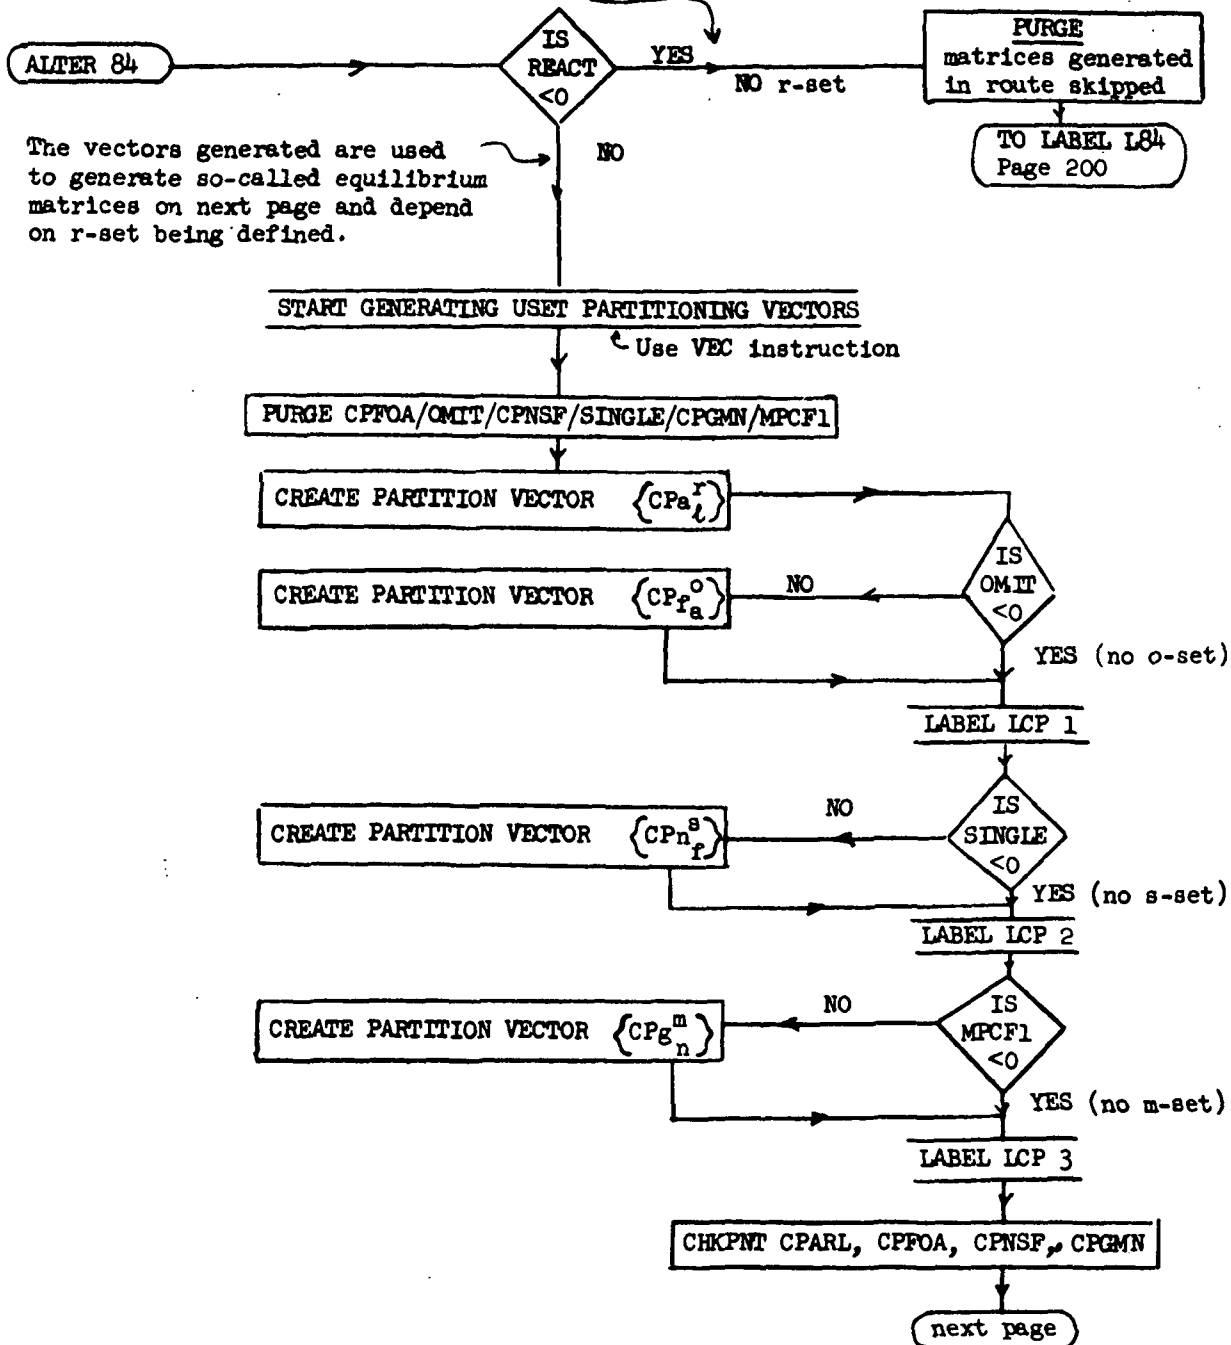 ALTER 84
IS
REACT
<0
YES
NO r-set
PURGE
matrices generated
in route skipped
TO LABEL L84
Page 200
NO
The vectors generated are used
to generate so-called equilibrium
matrices on next page and depend
on r-set being defined.
START GENERATING USET PARTITIONING VECTORS
Use VEC instruction
PURGE CPFOA/OMIT/CPNSF/SINGLE/CPGMN/MPCF1
CREATE PARTITION VECTOR {CPa^r_ℓ}
IS
OMIT
<0
NO
CREATE PARTITION VECTOR {CPf^o_a}
YES (no o-set)
LABEL LCP 1
IS
SINGLE
<0
NO
CREATE PARTITION VECTOR {CPn^s_f}
YES (no s-set)
LABEL LCP 2
IS
MPCF1
<0
NO
CREATE PARTITION VECTOR {CPg^m_n}
YES (no m-set)
LABEL LCP 3
CHKPNT CPARL, CPFOA, CPNSF, CPGMN
next page